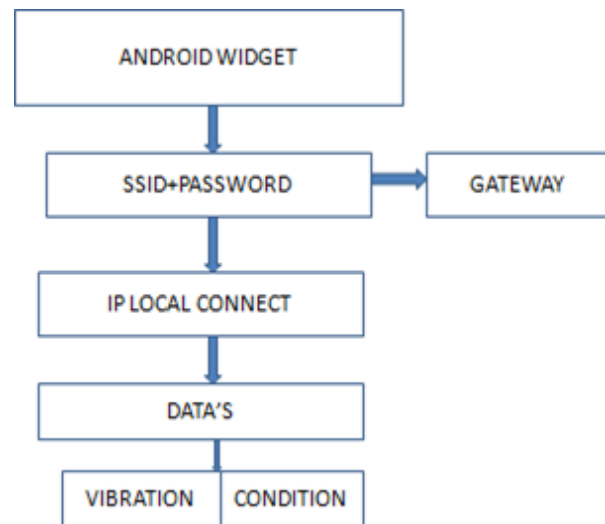 ANDROID WIDGET
SSID+PASSWORD
GATEWAY
IP LOCAL CONNECT
DATA'S
VIBRATION
CONDITION